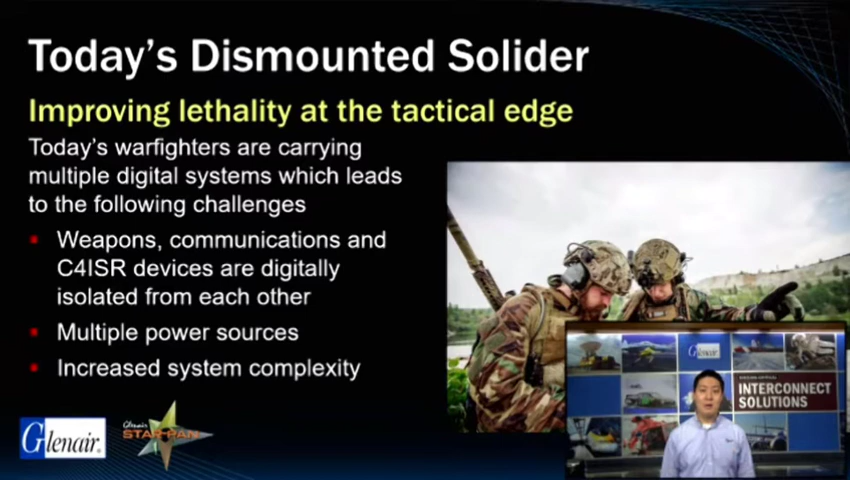 Today's Dismounted Solider
Improving lethality at the tactical edge
Today's warfighters are carrying
multiple digital systems which leads
to the following challenges
Weapons, communications and
C4ISR devices are digitally
isolated from each other
Multiple power sources
Increased system complexity
Glenair
INTERCONNECT
SOLUTIONS
Glenair.
Glenair
STAR-PAN